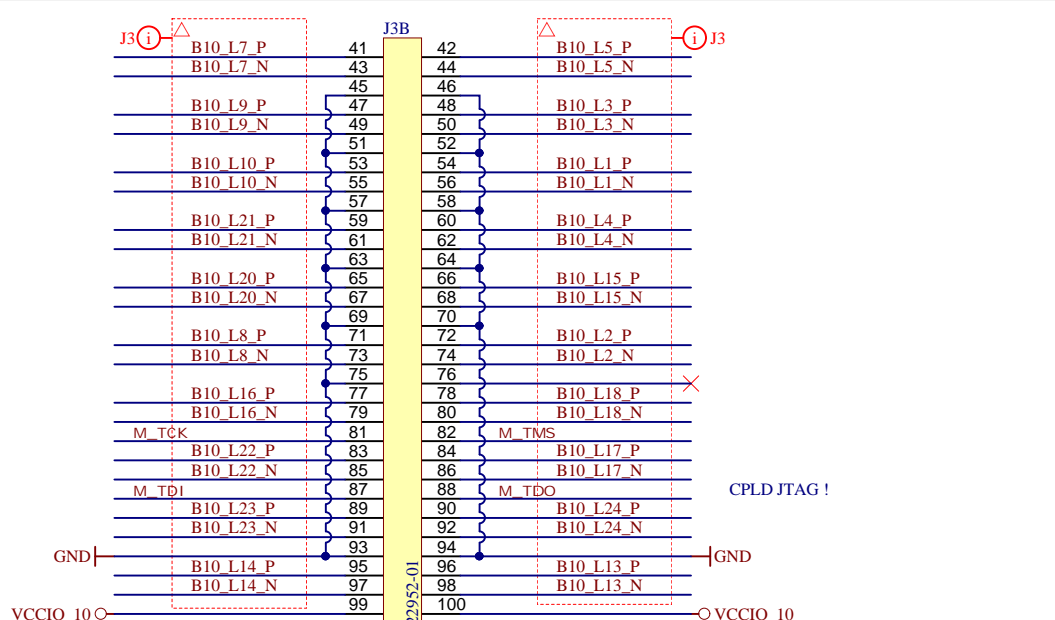 J3B
J3 i i J3
B10_L7_P 41 42 B10_L5_P
B10_L7_N 43 44 B10_L5_N
45 46
B10_L9_P 47 48 B10_L3_P
B10_L9_N 49 50 B10_L3_N
51 52
B10_L10_P 53 54 B10_L1_P
B10_L10_N 55 56 B10_L1_N
57 58
B10_L21_P 59 60 B10_L4_P
B10_L21_N 61 62 B10_L4_N
63 64
B10_L20_P 65 66 B10_L15_P
B10_L20_N 67 68 B10_L15_N
69 70
B10_L8_P 71 72 B10_L2_P
B10_L8_N 73 74 B10_L2_N
75 76
B10_L16_P 77 78 B10_L18_P
B10_L16_N 79 80 B10_L18_N
M_TCK 81 82 M_TMS
B10_L22_P 83 84 B10_L17_P
B10_L22_N 85 86 B10_L17_N
M_TDI 87 88 M_TDO CPLD JTAG !
B10_L23_P 89 90 B10_L24_P
B10_L23_N 91 92 B10_L24_N
GND 93 94 GND
B10_L14_P 95 96 B10_L13_P
B10_L14_N 97 98 B10_L13_N
VCCIO_10 99 100 VCCIO_10
22952-01